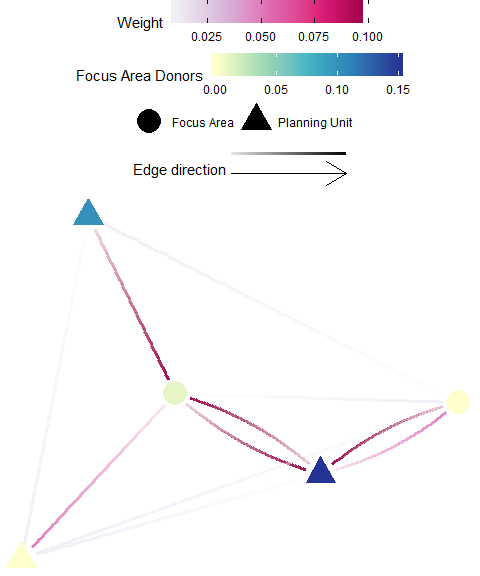 Weight
0.025 0.050 0.075 0.100
Focus Area Donors
0.00 0.05 0.10 0.15
Focus Area Planning Unit
Edge direction